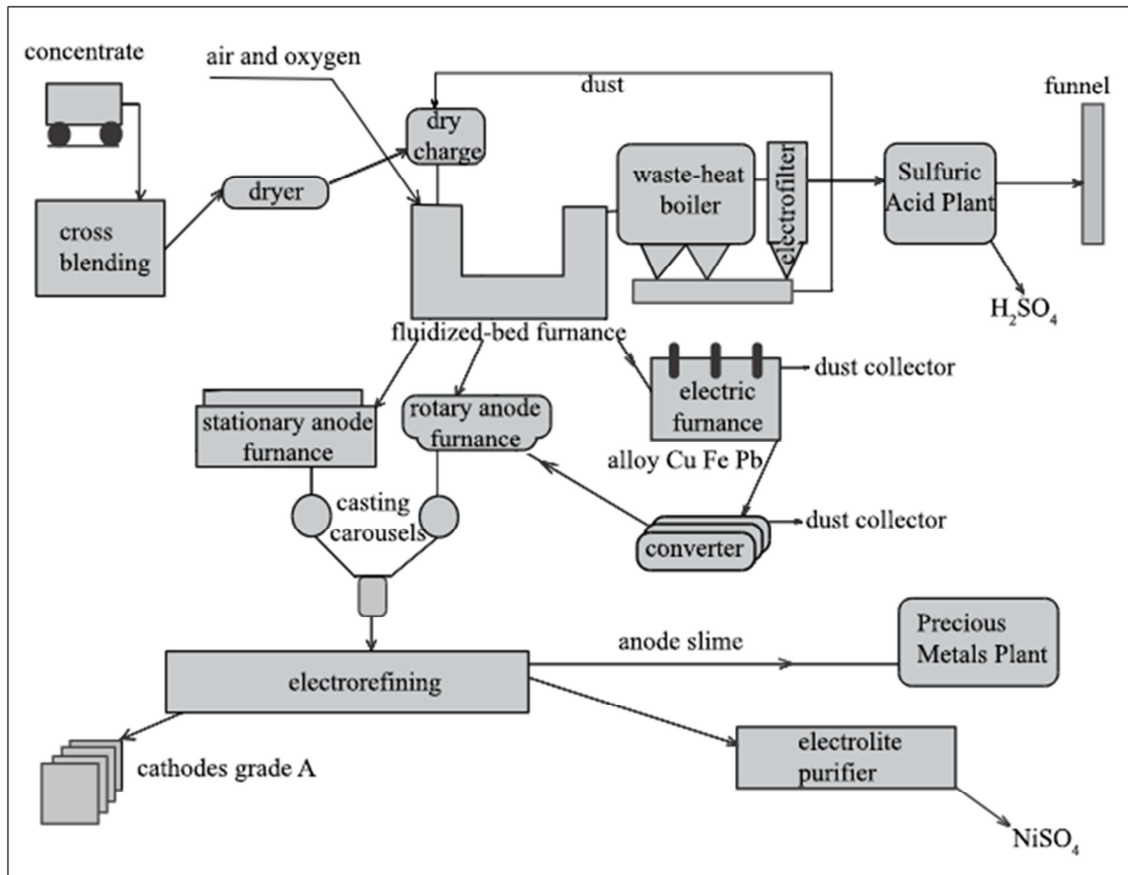 concentrate
air and oxygen
dust
funnel
dry
charge
waste-heat
boiler
electrofilter
Sulfuric
Acid Plant
dryer
cross
blending
H₂SO₄
fluidized-bed furnance
dust collector
electric
furnance
stationary anode
furnance
rotary anode
furnance
alloy Cu Fe Pb
casting
carousels
dust collector
converter
anode slime
Precious
Metals Plant
electrorefining
electrolite
purifier
cathodes grade A
NiSO₄